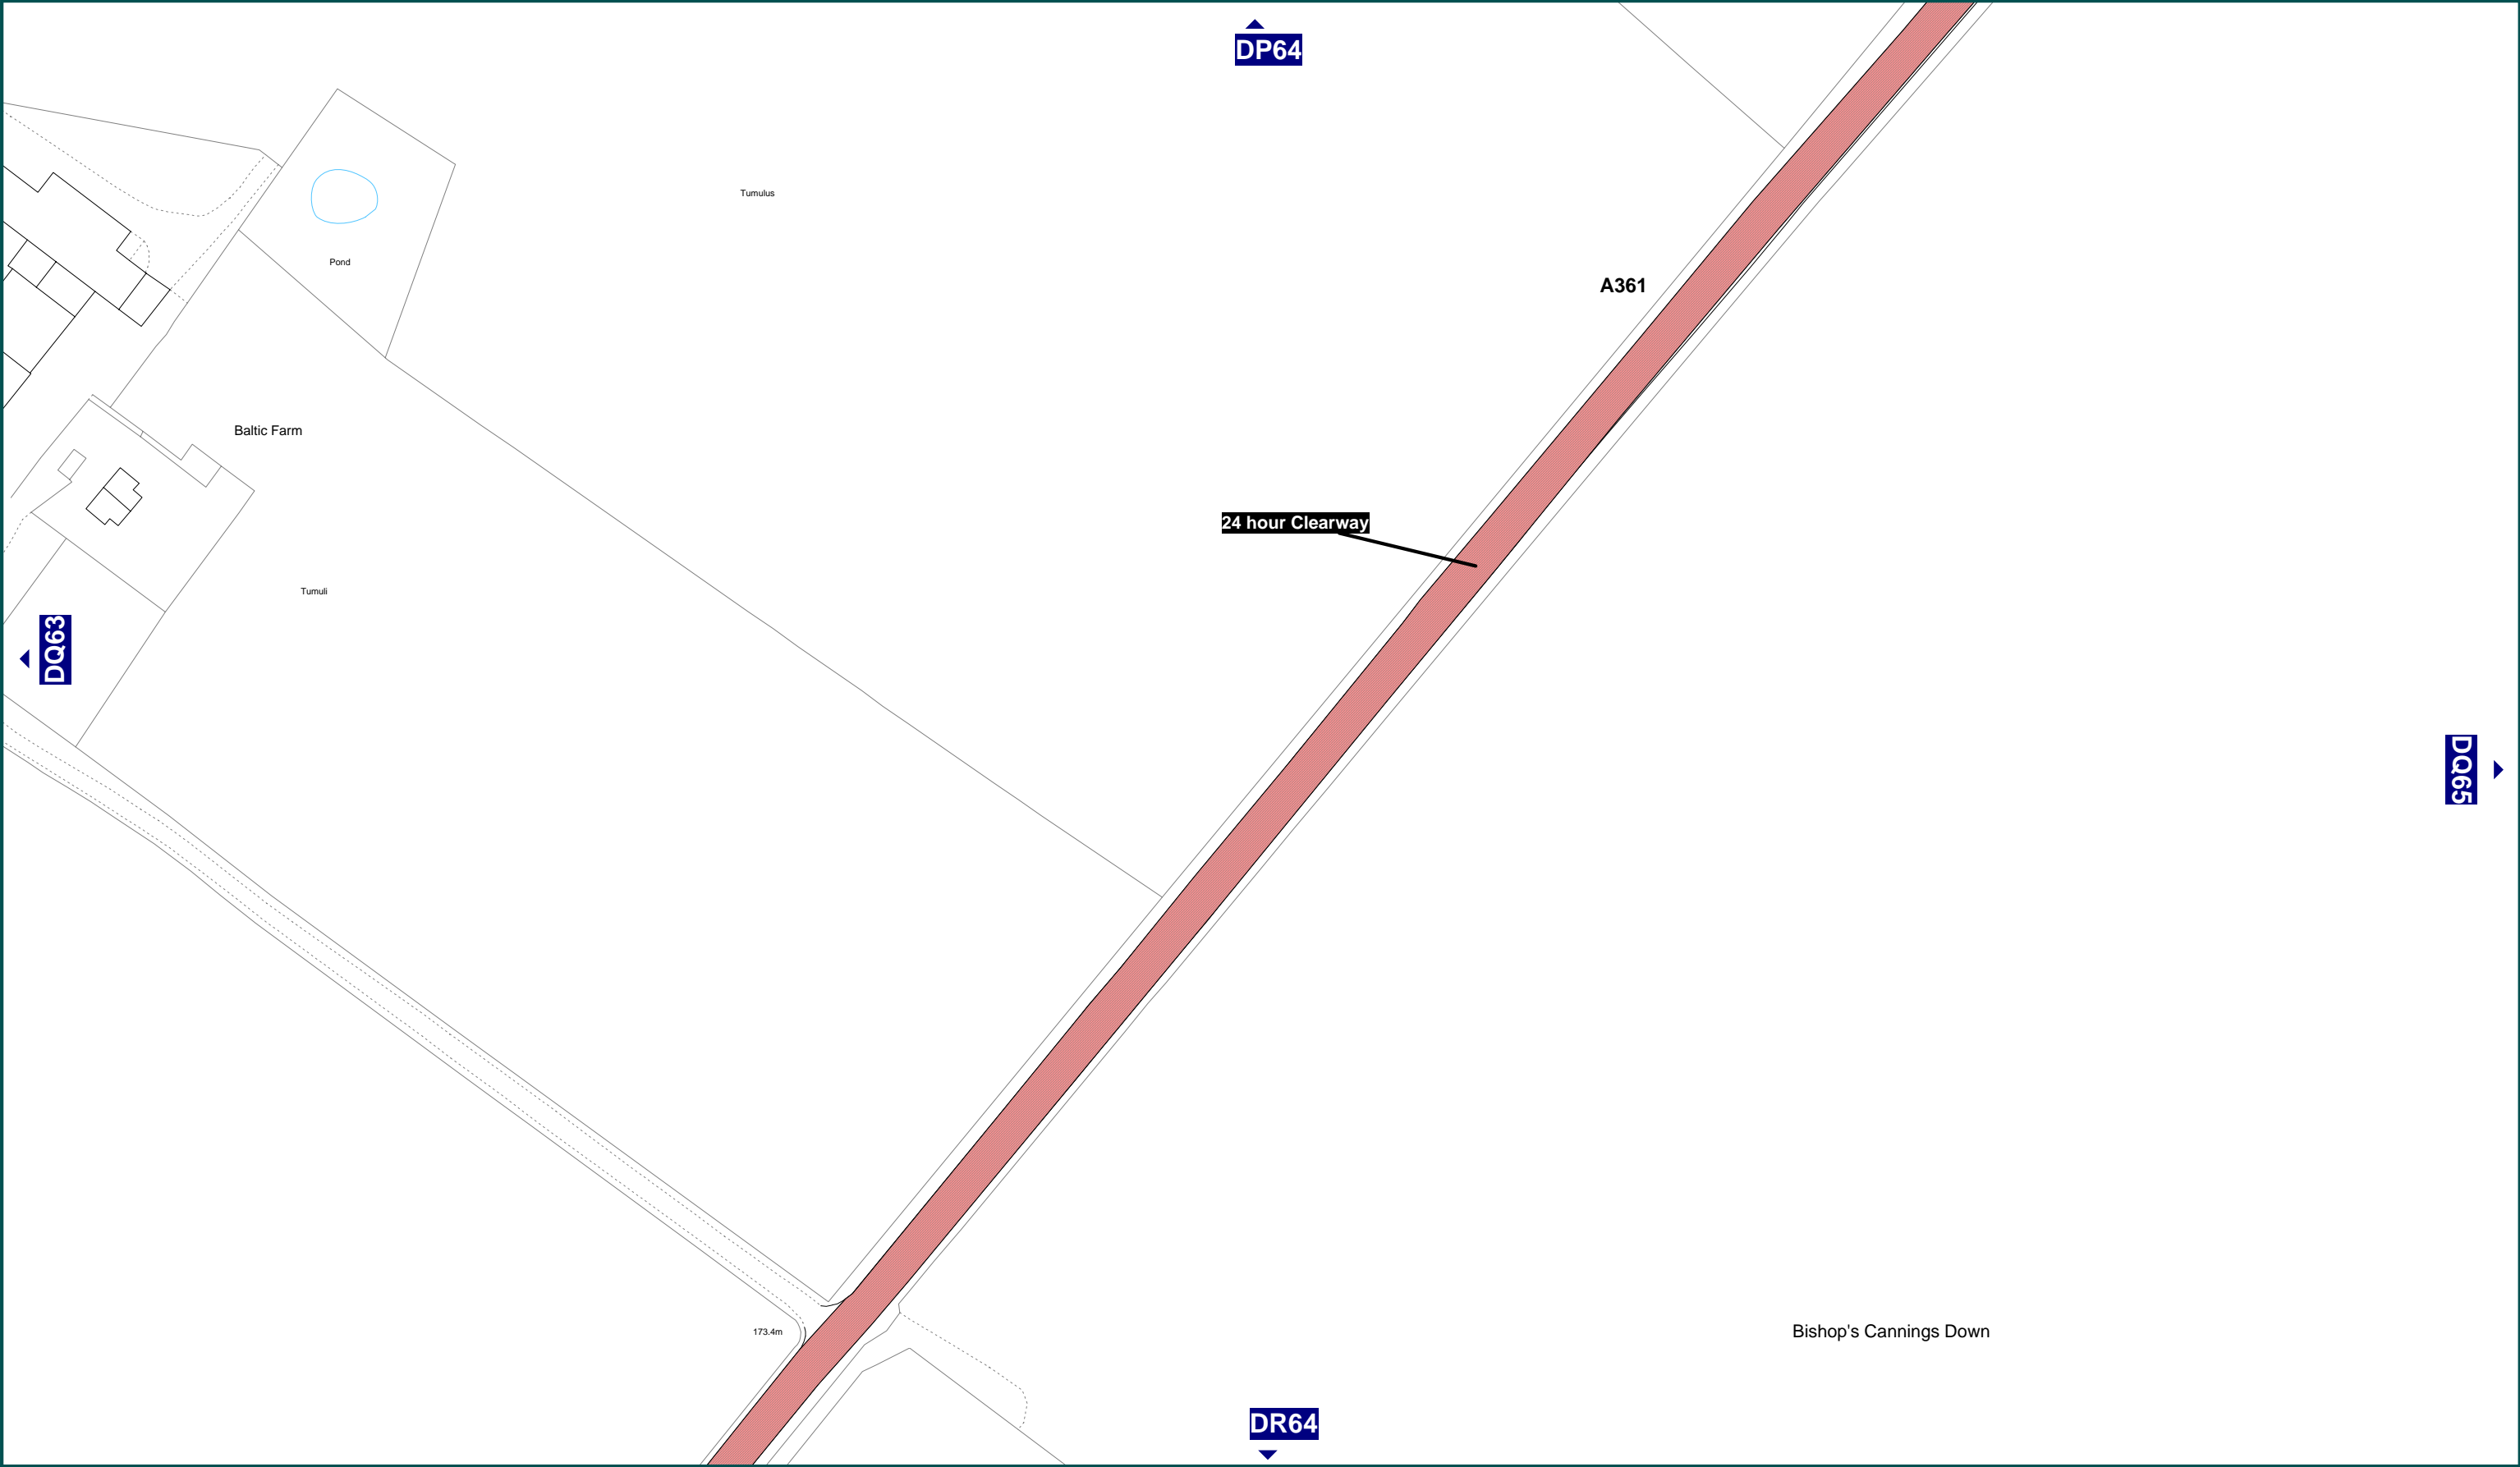 DP64
Tumulus
Pond
A361
Baltic Farm
24 hour Clearway
Tumuli
DQ63
DQ65
173.4m
Bishop's Cannings Down
DR64